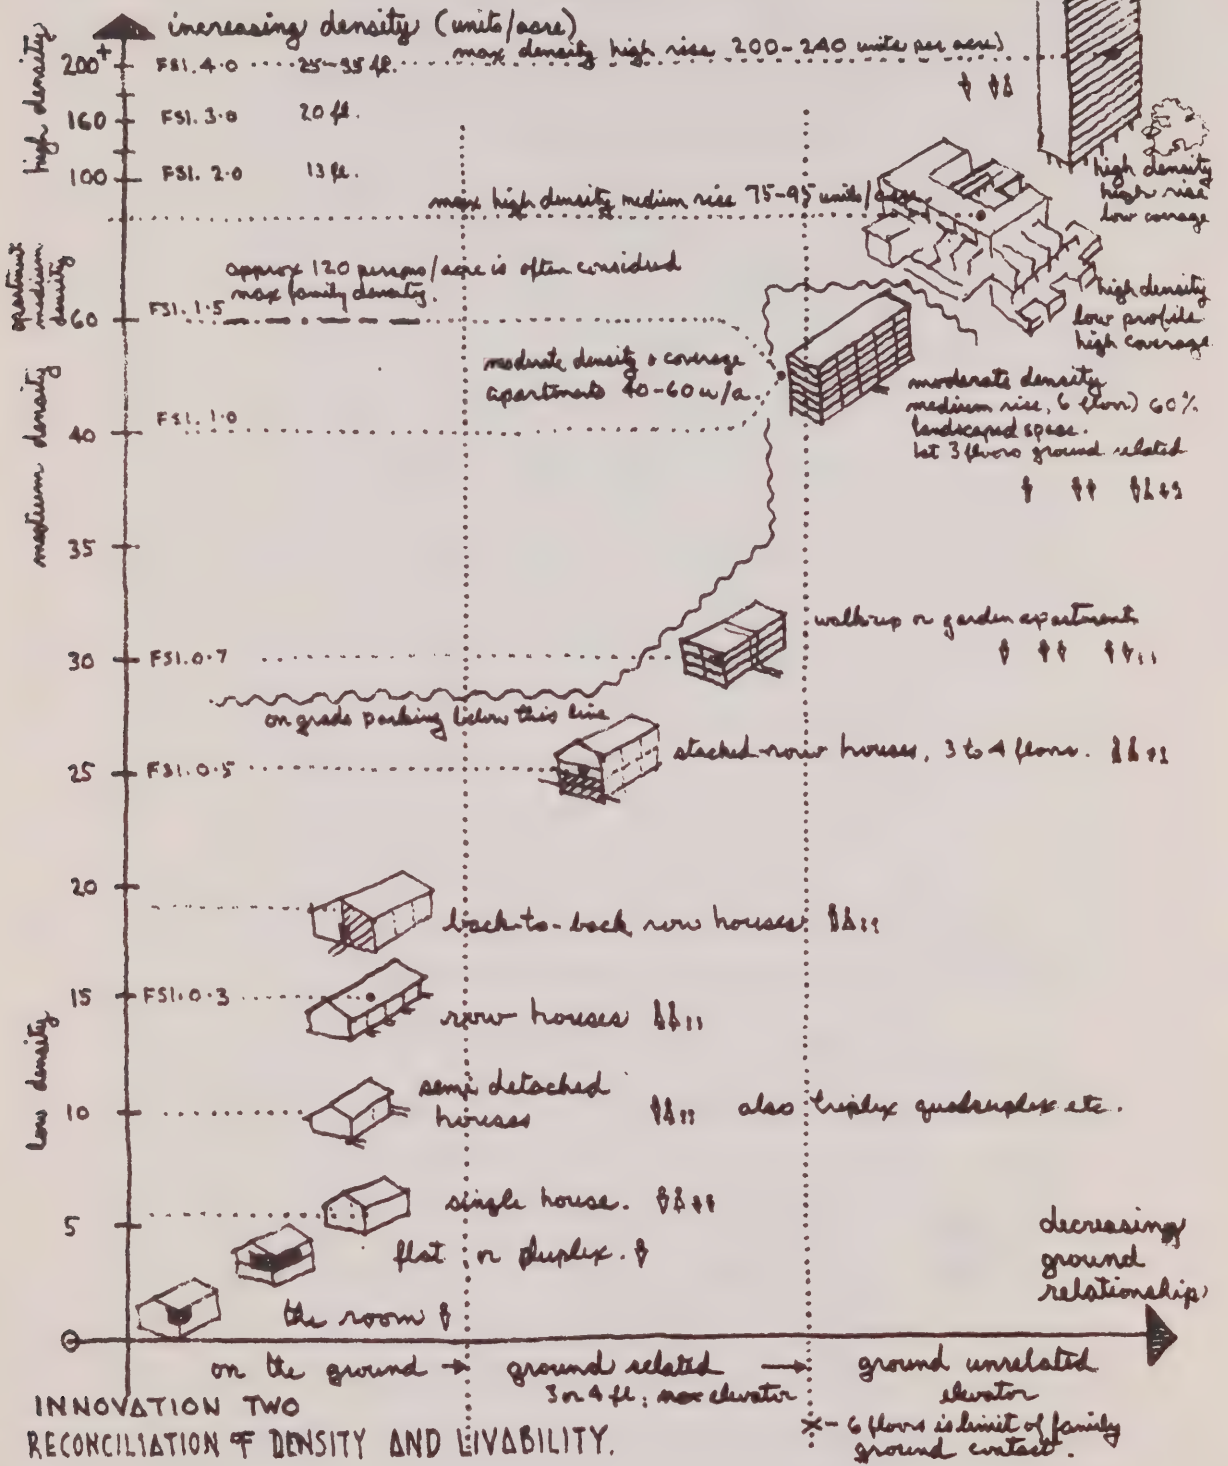 increasing density (units/acre)
max density high rise 200-240 units per acre)
200+ FSI.4.0 25-35 fl.
160 FSI.3.0 20 fl.
high density
100 FSI.2.0 13 fl.
high density
high rise
low coverage
max high density medium rise 75-95 units/acre
approx 120 persons/acre is often considered
max family density.
apartment
medium
density
60 FSI.1.5
high density
low profile
high coverage
moderate density & coverage
apartments 40-60 u/a.
moderate density
medium rise, 6 floors) 60%
landscaped space.
1st 3 floors ground related
40 FSI.1.0
medium density
35
walk-up or garden apartments
30 FSI.0.7
on grade parking below this line
stacked row houses, 3 to 4 floors.
25 FSI.0.5
20
back-to-back row houses
15 FSI.0.3
row houses
low density
semi detached
houses
10 also triplex quadruplex etc.
single house.
5
flat or duplex.
the room
decreasing
ground
relationship
0
on the ground → ground related → ground unrelated
3 or 4 fl: max elevator
elevator
X- 6 floors is limit of family
ground contact.
INNOVATION TWO
RECONCILIATION OF DENSITY AND LIVABILITY.